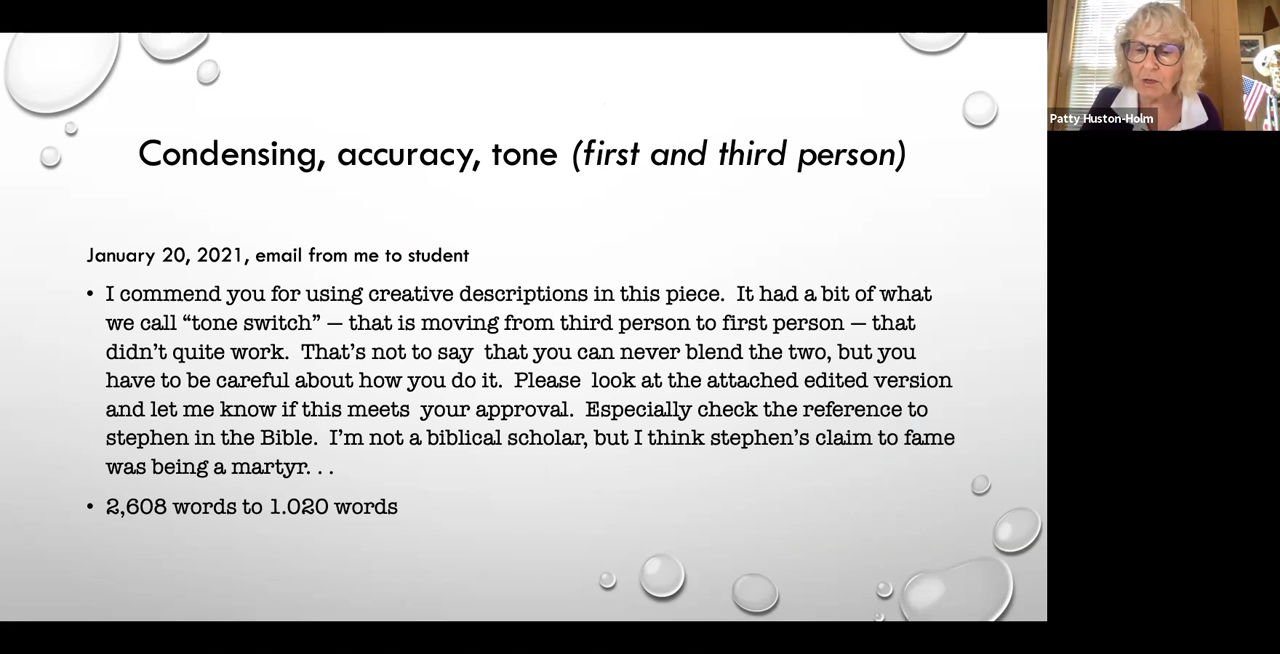 Condensing, accuracy, tone (first and third person)
January 20, 2021, email from me to student
• I commend you for using creative descriptions in this piece. It had a bit of what
we call “tone switch” — that is moving from third person to first person — that
didn’t quite work. That’s not to say that you can never blend the two, but you
have to be careful about how you do it. Please look at the attached edited version
and let me know if this meets your approval. Especially check the reference to
stephen in the Bible. I’m not a biblical scholar, but I think stephen’s claim to fame
was being a martyr. . .
• 2,608 words to 1.020 words
Patty Huston-Holm